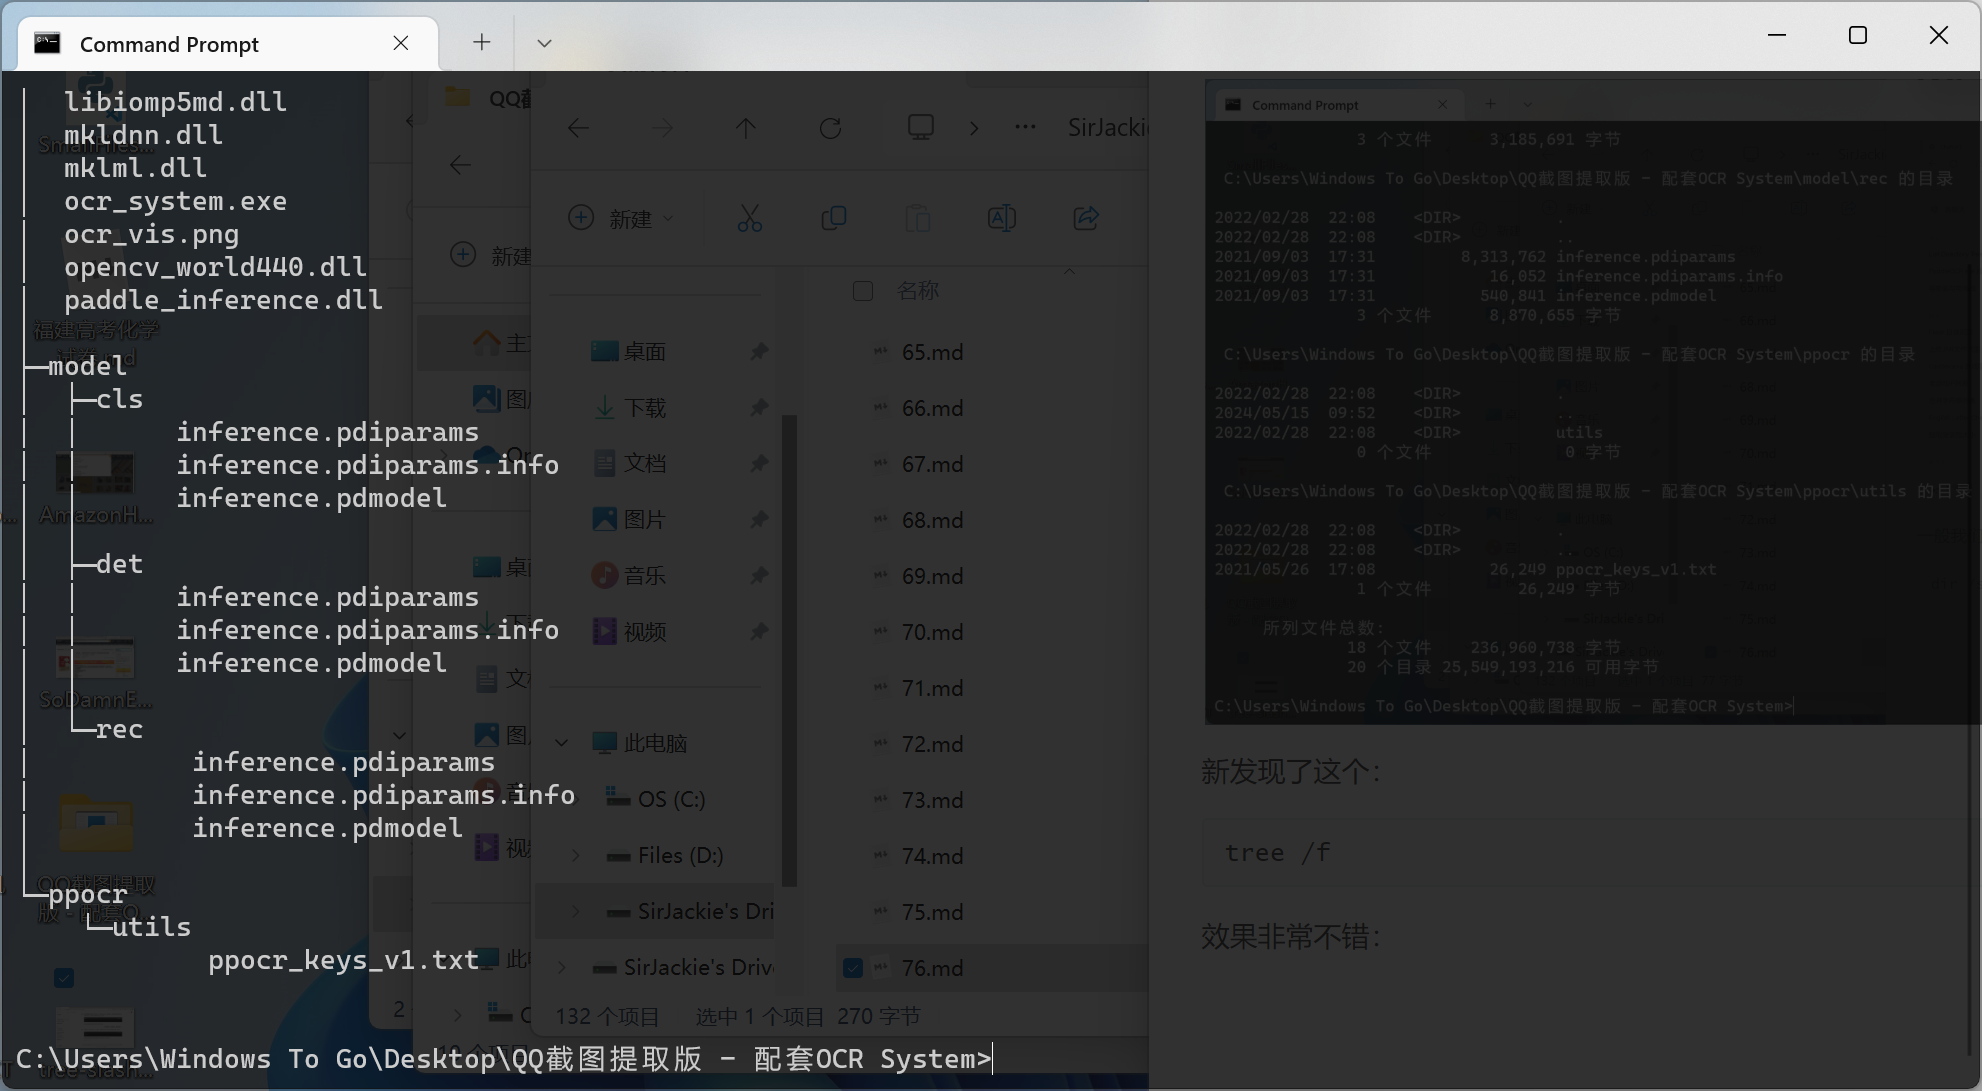 Command Prompt
libiomp5md.dll
mkldnn.dll
mklml.dll
ocr_system.exe
ocr_vis.png
opencv_world440.dll
paddle_inference.dll
├─model
├─cls
inference.pdiparams
inference.pdiparams.info
inference.pdmodel
├─det
inference.pdiparams
inference.pdiparams.info
inference.pdmodel
└─rec
inference.pdiparams
inference.pdiparams.info
inference.pdmodel
└─ppocr
└─utils
ppocr_keys_v1.txt
C:\Users\Windows To Go\Desktop\QQ截图提取版 - 配套OCR System>
福建高考化学
AmazonH...
SoDamnE...
QQ截图提取
新建
主
桌面
下载
文档
图片
音乐
视频
此电脑
OS (C:)
Files (D:)
SirJackie's Dri
SirJackie's Drive
新建
名称
65.md
66.md
67.md
68.md
69.md
70.md
71.md
72.md
73.md
74.md
75.md
76.md
132 个项目 选中 1 个项目 270 字节
Command Prompt
3 个文件 3,185,691 字节
C:\Users\Windows To Go\Desktop\QQ截图提取版 - 配套OCR System\model\rec 的目录
2022/02/28 22:08 <DIR> .
2022/02/28 22:08 <DIR> ..
2021/09/03 17:31 8,313,762 inference.pdiparams
2021/09/03 17:31 16,052 inference.pdiparams.info
2021/09/03 17:31 540,841 inference.pdmodel
3 个文件 8,870,655 字节
C:\Users\Windows To Go\Desktop\QQ截图提取版 - 配套OCR System\ppocr 的目录
2022/02/28 22:08 <DIR> .
2024/05/15 09:52 <DIR> ..
2022/02/28 22:08 <DIR> utils
0 个文件 0 字节
C:\Users\Windows To Go\Desktop\QQ截图提取版 - 配套OCR System\ppocr\utils 的目录
2022/02/28 22:08 <DIR> .
2022/02/28 22:08 <DIR> ..
2021/05/26 17:08 26,249 ppocr_keys_v1.txt
1 个文件 26,249 字节
所列文件总数:
18 个文件 236,960,738 字节
20 个目录 25,549,193,216 可用字节
C:\Users\Windows To Go\Desktop\QQ截图提取版 - 配套OCR System>
新发现了这个：
tree /f
效果非常不错：